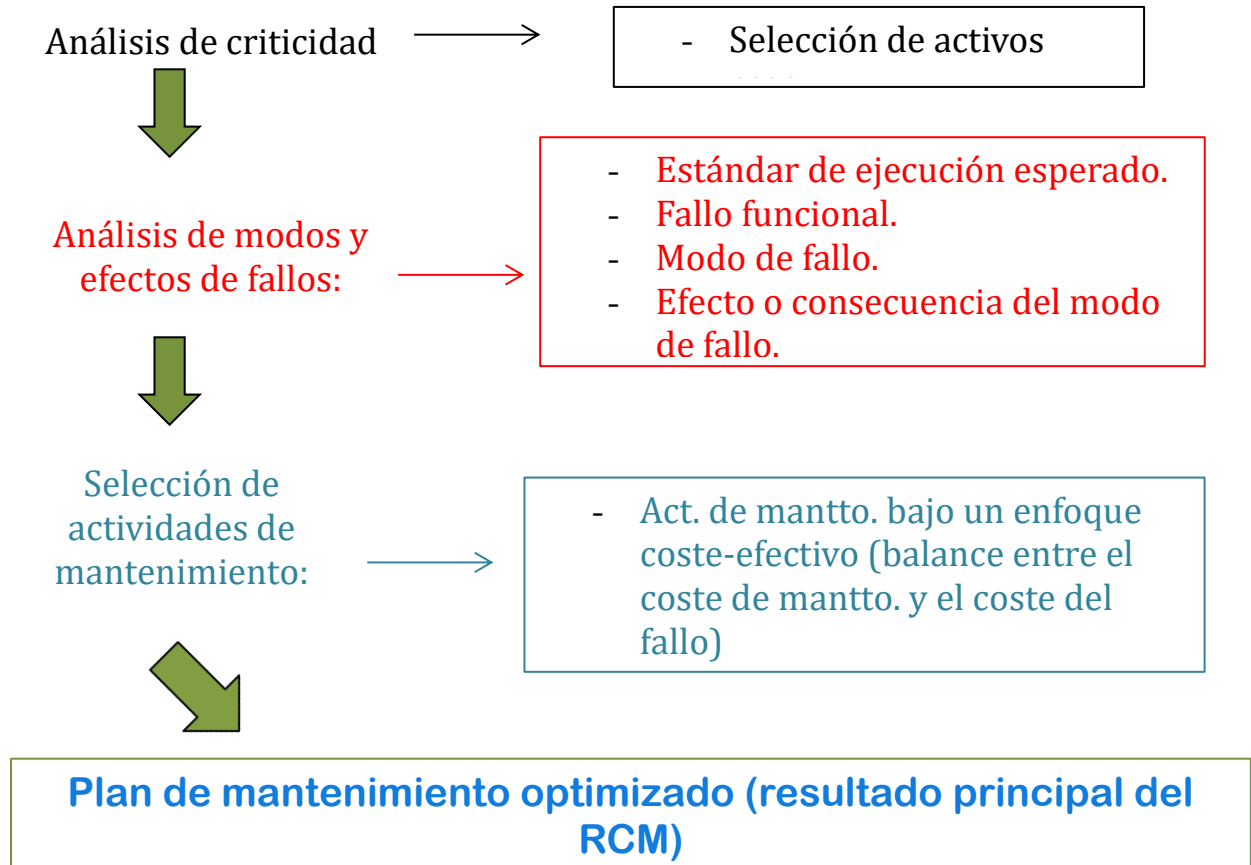 Análisis de criticidad
- Selección de activos
Análisis de modos y
efectos de fallos:
- Estándar de ejecución esperado.
- Fallo funcional.
- Modo de fallo.
- Efecto o consecuencia del modo
de fallo.
Selección de
actividades de
mantenimiento:
- Act. de mantto. bajo un enfoque
coste-efectivo (balance entre el
coste de mantto. y el coste del
fallo)
Plan de mantenimiento optimizado (resultado principal del
RCM)